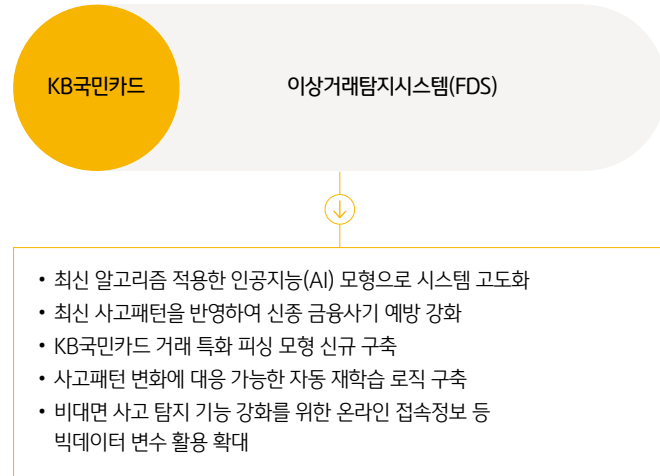 KB국민카드
이상거래탐지시스템(FDS)
• 최신 알고리즘 적용한 인공지능(AI) 모형으로 시스템 고도화
• 최신 사고패턴을 반영하여 신종 금융사기 예방 강화
• KB국민카드 거래 특화 피싱 모형 신규 구축
• 사고패턴 변화에 대응 가능한 자동 재학습 로직 구축
• 비대면 사고 탐지 기능 강화를 위한 온라인 접속정보 등
빅데이터 변수 활용 확대